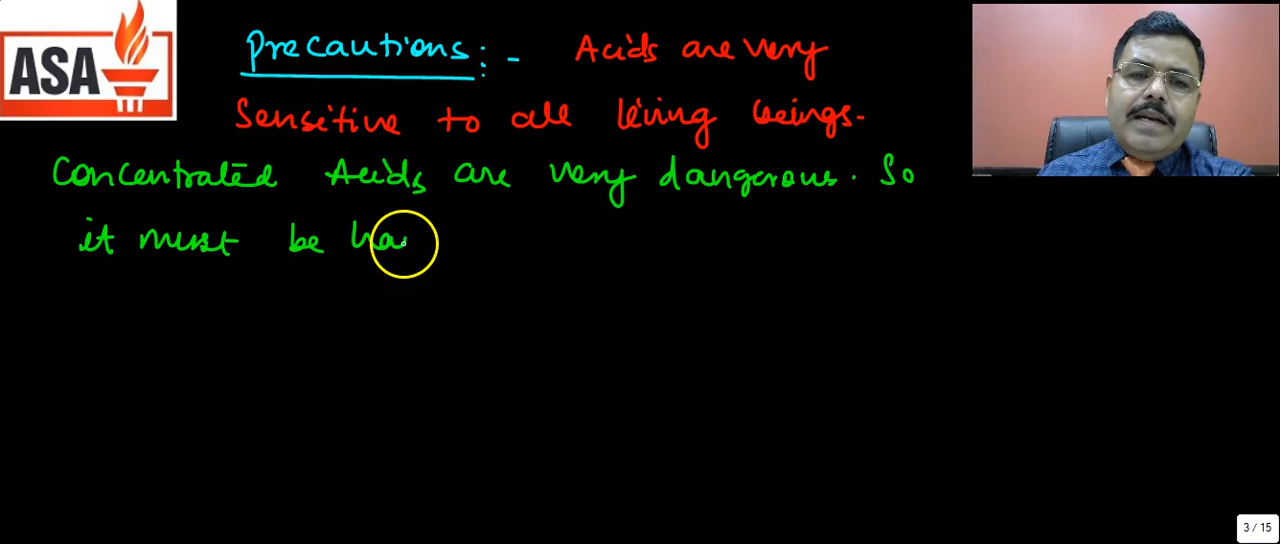 ASA
Precautions:- Acids are very
Sensitive to all living beings.
Concentrated Acids are very dangerous. So
it must be ha
3 / 15